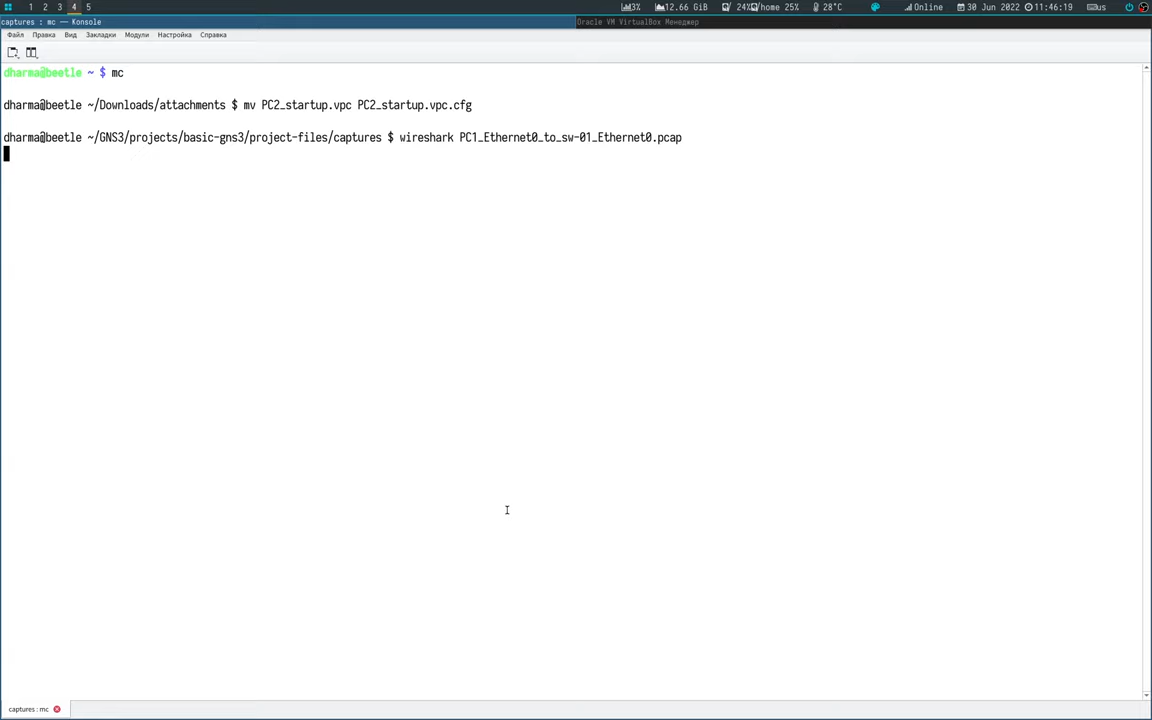 1 2 3 4 5 3% 12.66 GiB 24% /home 25% 28°C Online 30 Jun 2022 11:46:19 us
captures : mc — Konsole Oracle VM VirtualBox Менеджер
Файл Правка Вид Закладки Модули Настройка Справка
dharma@beetle ~ $ mc
dharma@beetle ~/Downloads/attachments $ mv PC2_startup.vpc PC2_startup.vpc.cfg
dharma@beetle ~/GNS3/projects/basic-gns3/project-files/captures $ wireshark PC1_Ethernet0_to_sw-01_Ethernet0.pcap
captures : mc